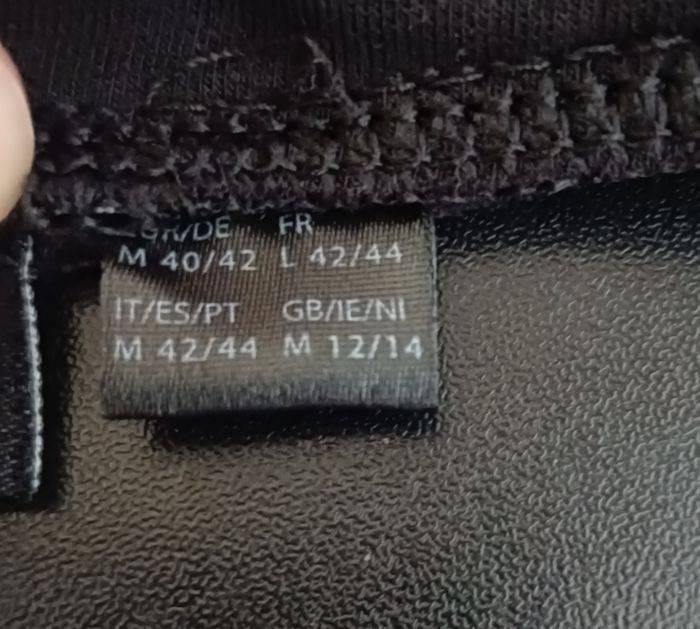 GR/DE FR
M 40/42 L 42/44
IT/ES/PT GB/IE/NI
M 42/44 M 12/14